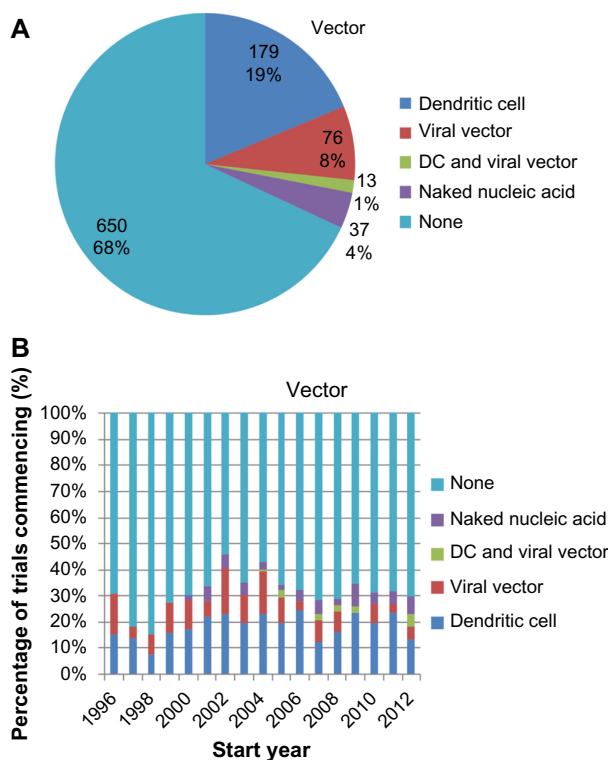 A
Vector
179
19%
76
8%
13
1%
37
4%
650
68%
Dendritic cell
Viral vector
DC and viral vector
Naked nucleic acid
None
B
Vector
Percentage of trials commencing (%)
100%
90%
80%
70%
60%
50%
40%
30%
20%
10%
0%
1996
1998
2000
2002
2004
2006
2008
2010
2012
Start year
None
Naked nucleic acid
DC and viral vector
Viral vector
Dendritic cell